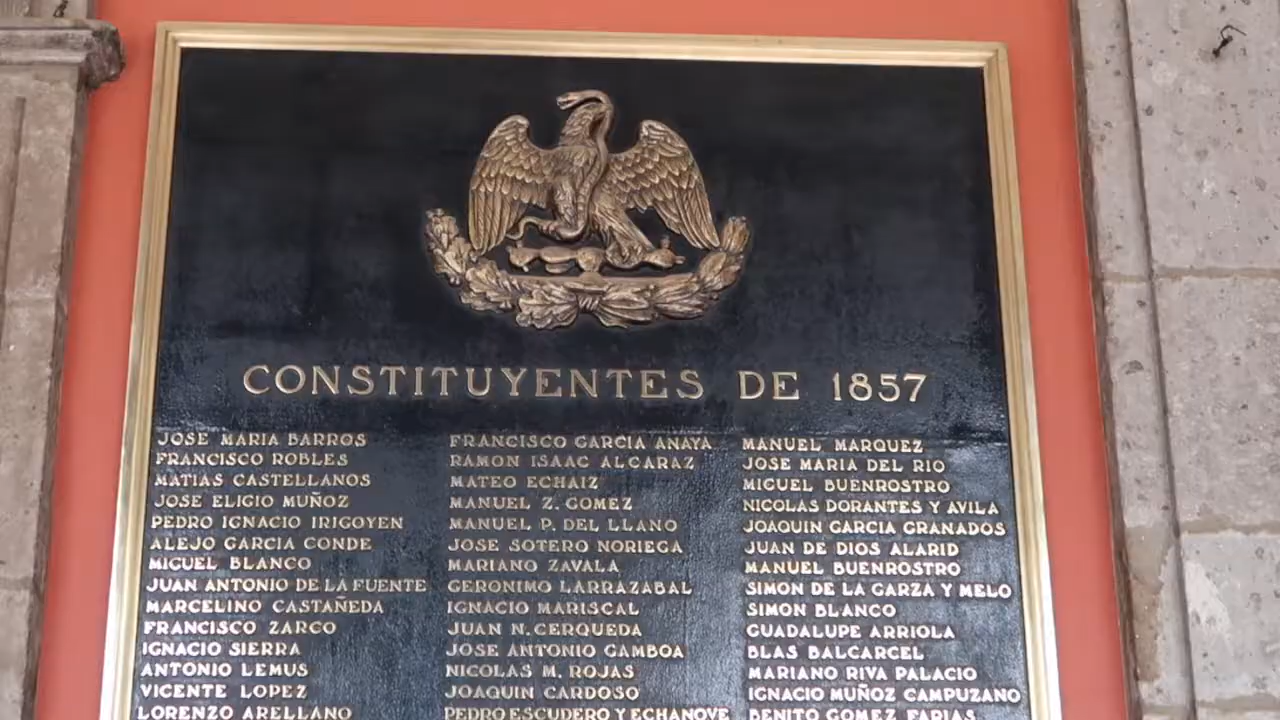 CONSTITUYENTES DE 1857
JOSE MARIA BARROS
FRANCISCO ROBLES
MATIAS CASTELLANOS
JOSE ELIGIO MUÑOZ
PEDRO IGNACIO IRIGOYEN
ALEJO GARCIA CONDE
MIGUEL BLANCO
JUAN ANTONIO DE LA FUENTE
MARCELINO CASTAÑEDA
FRANCISCO ZARCO
IGNACIO SIERRA
ANTONIO LEMUS
VICENTE LOPEZ
LORENZO ARELLANO
FRANCISCO GARCIA ANAYA
RAMON ISAAC ALCARAZ
MATEO ECHAIZ
MANUEL Z. GOMEZ
MANUEL P. DEL LLANO
JOSE SOTERO NORIEGA
MARIANO ZAVALA
GERONIMO LARRAZABAL
IGNACIO MARISCAL
JUAN N. CERQUEDA
JOSE ANTONIO GAMBOA
NICOLAS M. ROJAS
JOAQUIN CARDOSO
PEDRO ESCUDERO Y ECHANOVE
MANUEL MARQUEZ
JOSE MARIA DEL RIO
MIGUEL BUENROSTRO
NICOLAS DORANTES Y AVILA
JOAQUIN GARCIA GRANADOS
JUAN DE DIOS ALARID
MANUEL BUENROSTRO
SIMON DE LA GARZA Y MELO
SIMON BLANCO
GUADALUPE ARRIOLA
BLAS BALCARCEL
MARIANO RIVA PALACIO
IGNACIO MUÑOZ CAMPUZANO
BENITO GOMEZ FARIAS